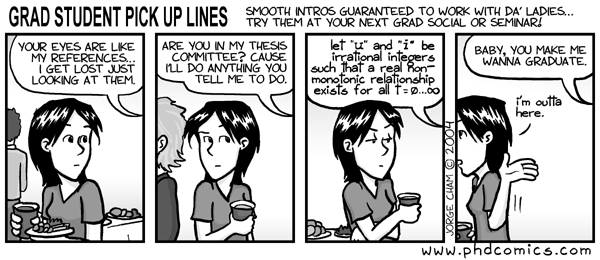 GRAD STUDENT PICK UP LINES
SMOOTH INTROS GUARANTEED TO WORK WITH DA' LADIES...
TRY THEM AT YOUR NEXT GRAD SOCIAL OR SEMINAR!
YOUR EYES ARE LIKE
MY REFERENCES...
I GET LOST JUST
LOOKING AT THEM.
ARE YOU IN MY THESIS
COMMITTEE? CAUSE
I'LL DO ANYTHING YOU
TELL ME TO DO.
let "u" and "i" be
irrational integers
such that a real non-
monotonic relationship
exists for all t=0...∞
JORGE CHAM © 2004
BABY, YOU MAKE ME
WANNA GRADUATE.
i'm outta
here.
www.phdcomics.com